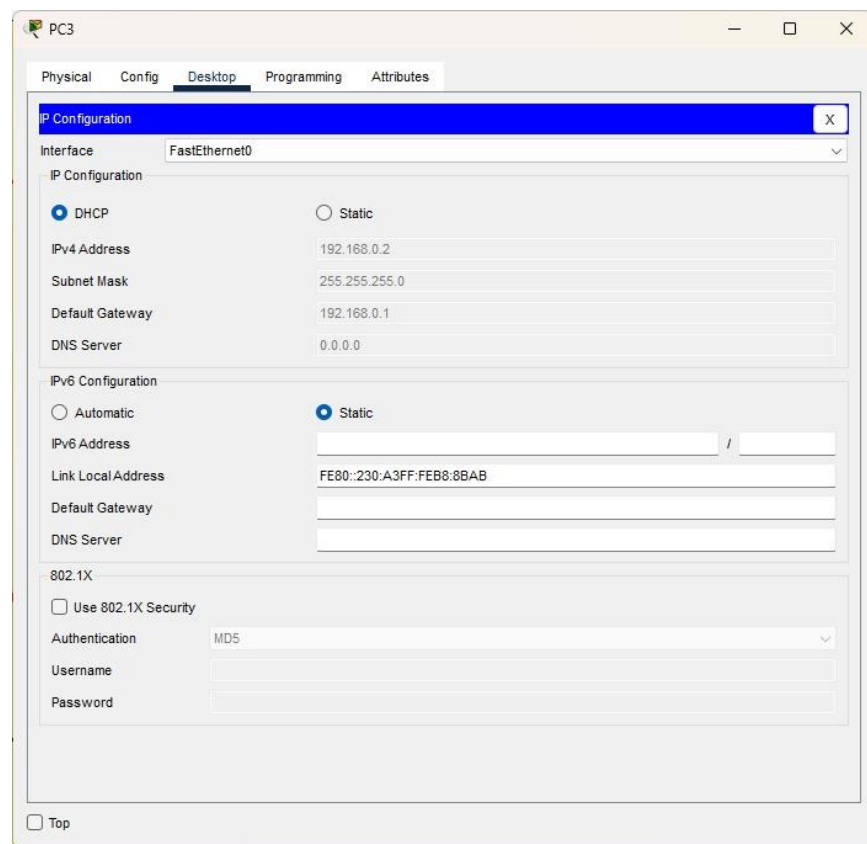 PC3
Physical Config Desktop Programming Attributes
IP Configuration X
Interface FastEthernet0
IP Configuration
DHCP Static
IPv4 Address 192.168.0.2
Subnet Mask 255.255.255.0
Default Gateway 192.168.0.1
DNS Server 0.0.0.0
IPv6 Configuration
Automatic Static
IPv6 Address /
Link Local Address FE80::230:A3FF:FEB8:8BAB
Default Gateway
DNS Server
802.1X
Use 802.1X Security
Authentication MD5
Username
Password
Top